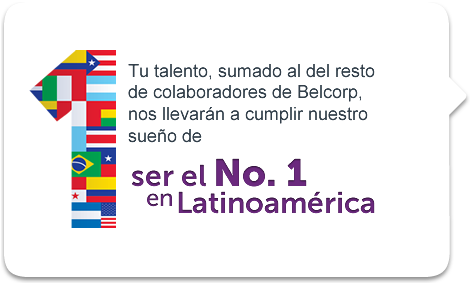 Tu talento, sumado al del resto
de colaboradores de Belcorp,
nos llevarán a cumplir nuestro
sueño de
ser el No. 1
en Latinoamérica